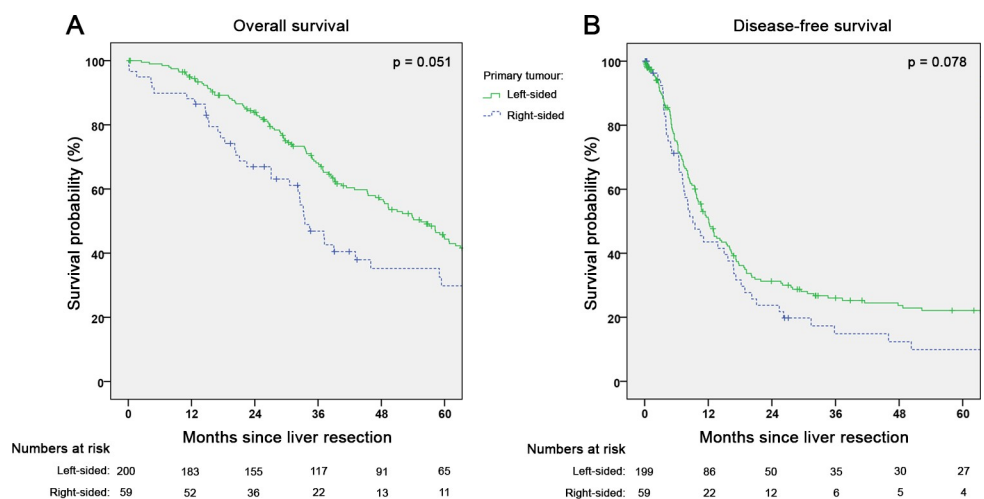 A
Overall survival
p = 0.051
Survival probability (%)
100
80
60
40
20
0
0 12 24 36 48 60
Months since liver resection
Numbers at risk
Left-sided: 200 183 155 117 91 65
Right-sided: 59 52 36 22 13 11
Primary tumour:
Left-sided
Right-sided
B
Disease-free survival
p = 0.078
Survival probability (%)
100
80
60
40
20
0
0 12 24 36 48 60
Months since liver resection
Numbers at risk
Left-sided: 199 86 50 35 30 27
Right-sided: 59 22 12 6 5 4